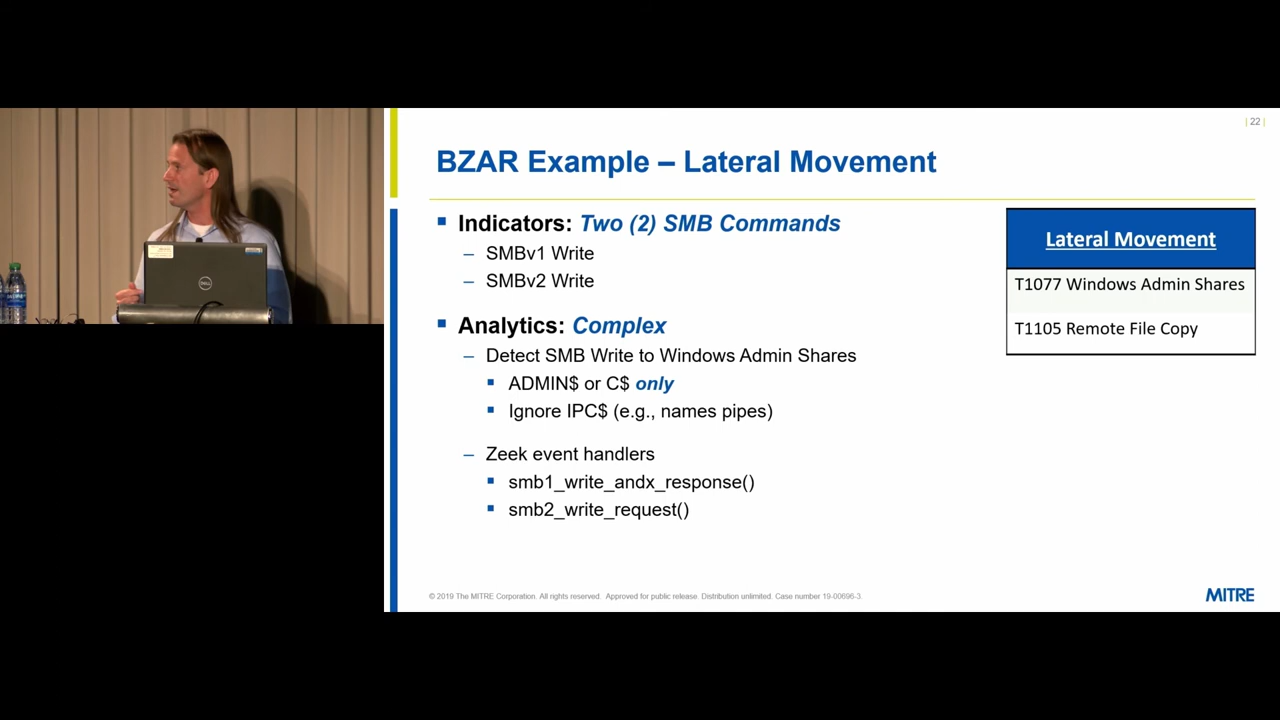 | 22 |
BZAR Example – Lateral Movement
▪ Indicators: Two (2) SMB Commands
– SMBv1 Write
– SMBv2 Write
▪ Analytics: Complex
– Detect SMB Write to Windows Admin Shares
▪ ADMIN$ or C$ only
▪ Ignore IPC$ (e.g., names pipes)
– Zeek event handlers
▪ smb1_write_andx_response()
▪ smb2_write_request()
Lateral Movement
T1077 Windows Admin Shares
T1105 Remote File Copy
© 2019 The MITRE Corporation. All rights reserved. Approved for public release. Distribution unlimited. Case number 19-00696-3.
MITRE
DELL